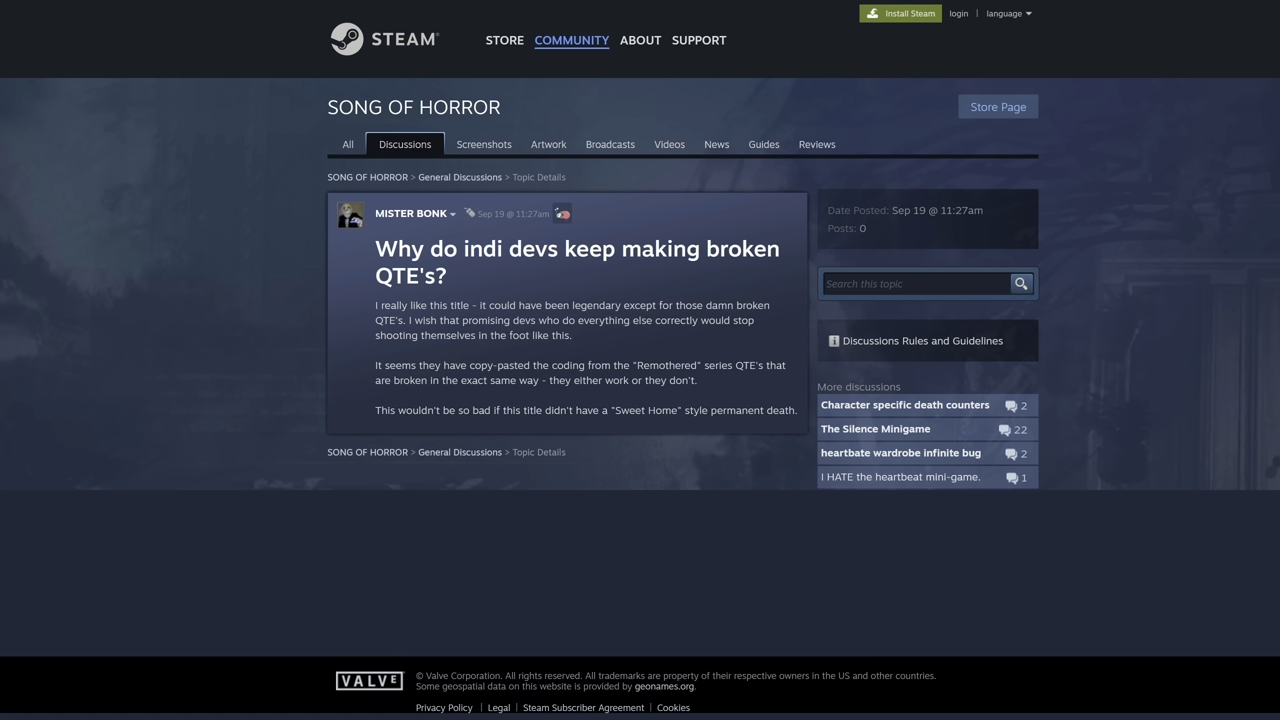 Install Steam
login | language
STEAM®
STORE COMMUNITY ABOUT SUPPORT
SONG OF HORROR
Store Page
All Discussions Screenshots Artwork Broadcasts Videos News Guides Reviews
SONG OF HORROR > General Discussions > Topic Details
MISTER BONK Sep 19 @ 11:27am
Why do indi devs keep making broken
QTE's?
I really like this title - it could have been legendary except for those damn broken
QTE's. I wish that promising devs who do everything else correctly would stop
shooting themselves in the foot like this.
It seems they have copy-pasted the coding from the "Remothered" series QTE's that
are broken in the exact same way - they either work or they don't.
This wouldn't be so bad if this title didn't have a "Sweet Home" style permanent death.
SONG OF HORROR > General Discussions > Topic Details
Date Posted: Sep 19 @ 11:27am
Posts: 0
Search this topic
Discussions Rules and Guidelines
More discussions
Character specific death counters 2
The Silence Minigame 22
heartbate wardrobe infinite bug 2
I HATE the heartbeat mini-game. 1
VALVE
© Valve Corporation. All rights reserved. All trademarks are property of their respective owners in the US and other countries.
Some geospatial data on this website is provided by geonames.org.
Privacy Policy | Legal | Steam Subscriber Agreement | Cookies